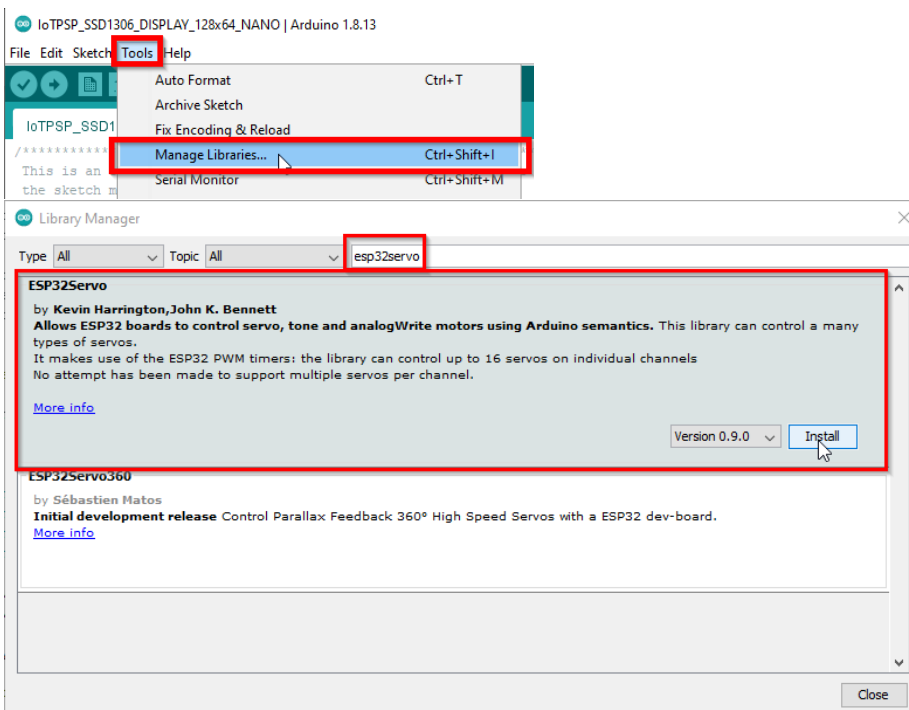 IoTPSP_SSD1306_DISPLAY_128x64_NANO | Arduino 1.8.13
File Edit Sketch Tools Help
Auto Format Ctrl+T
Archive Sketch
IoTPSP_SSD1
Fix Encoding & Reload
/***********
Manage Libraries... Ctrl+Shift+I
This is an
Serial Monitor Ctrl+Shift+M
the sketch m
Library Manager
Type All Topic All esp32servo
ESP32Servo
by Kevin Harrington,John K. Bennett
Allows ESP32 boards to control servo, tone and analogWrite motors using Arduino semantics. This library can control a many
types of servos.
It makes use of the ESP32 PWM timers: the library can control up to 16 servos on individual channels
No attempt has been made to support multiple servos per channel.
More info
Version 0.9.0 Install
ESP32Servo360
by Sébastien Matos
Initial development release Control Parallax Feedback 360º High Speed Servos with a ESP32 dev-board.
More info
Close